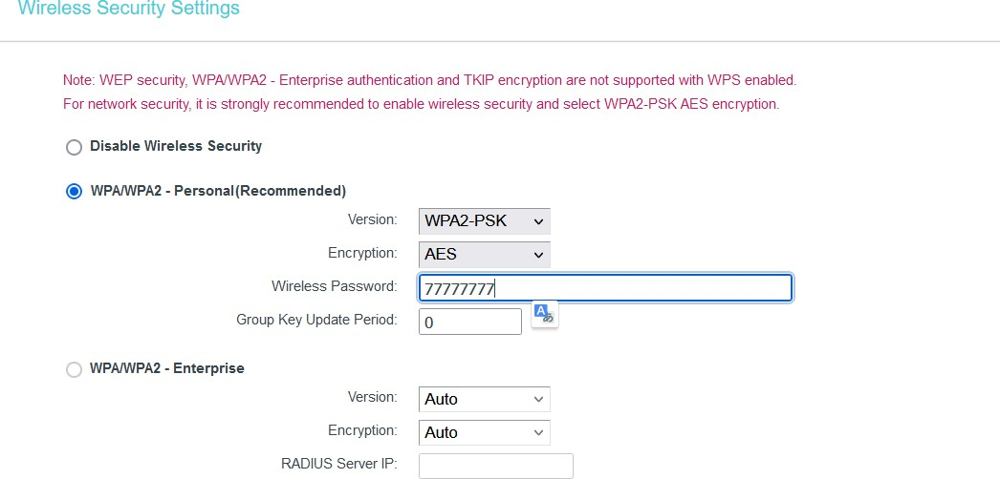 Wireless Security Settings
Note: WEP security, WPA/WPA2 - Enterprise authentication and TKIP encryption are not supported with WPS enabled.
For network security, it is strongly recommended to enable wireless security and select WPA2-PSK AES encryption.
Disable Wireless Security
WPA/WPA2 - Personal(Recommended)
Version: WPA2-PSK
Encryption: AES
Wireless Password: 77777777
Group Key Update Period: 0
WPA/WPA2 - Enterprise
Version: Auto
Encryption: Auto
RADIUS Server IP: